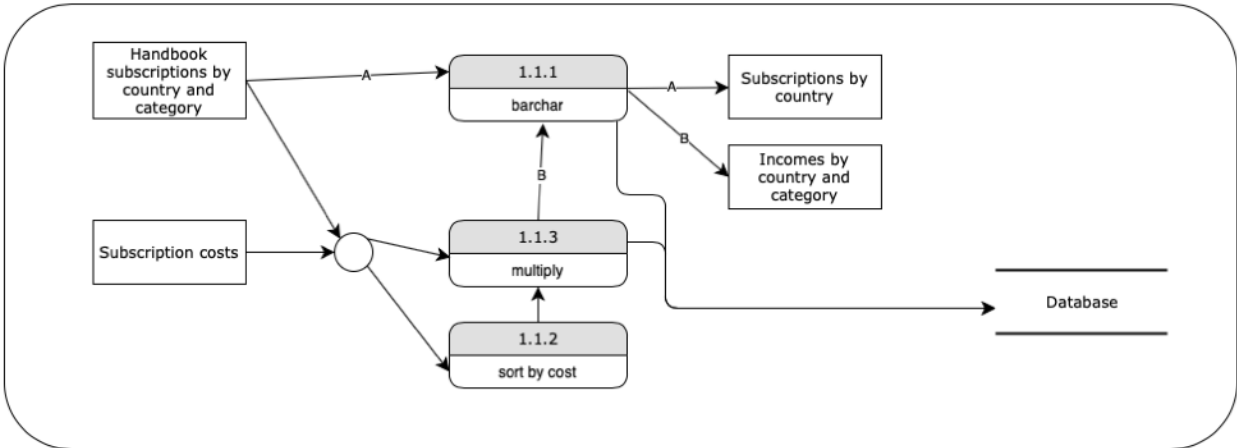 Handbook
subscriptions by
country and
category
A
1.1.1
barchar
A
Subscriptions by
country
B
Incomes by
country and
category
B
Subscription costs
1.1.3
multiply
1.1.2
sort by cost
Database